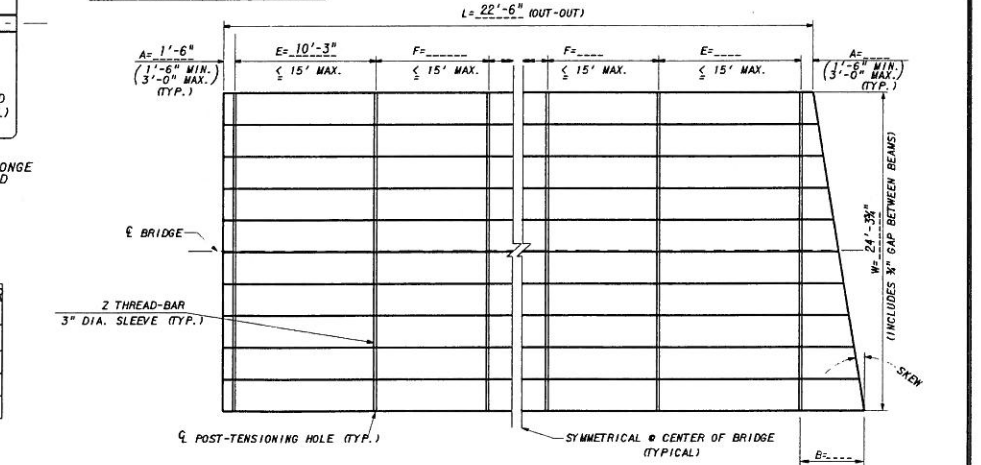 L= 22'-6" (OUT-OUT)
A= 1'-6"
(1'-6" MIN.
3'-0" MAX.)
(TYP.)
E= 10'-3"
≤ 15' MAX.
F=_____
≤ 15' MAX.
F=____
≤ 15' MAX.
E=____
≤ 15' MAX.
A=____
(1'-6" MIN.
3'-0" MAX.)
(TYP.)
ONGE
D
℄ BRIDGE
W= 24'-3¾"
(INCLUDES ¾" GAP BETWEEN BEAMS)
2 THREAD-BAR
3" DIA. SLEEVE (TYP.)
SKEW
℄ POST-TENSIONING HOLE (TYP.)
SYMMETRICAL @ CENTER OF BRIDGE
(TYPICAL)
B=____